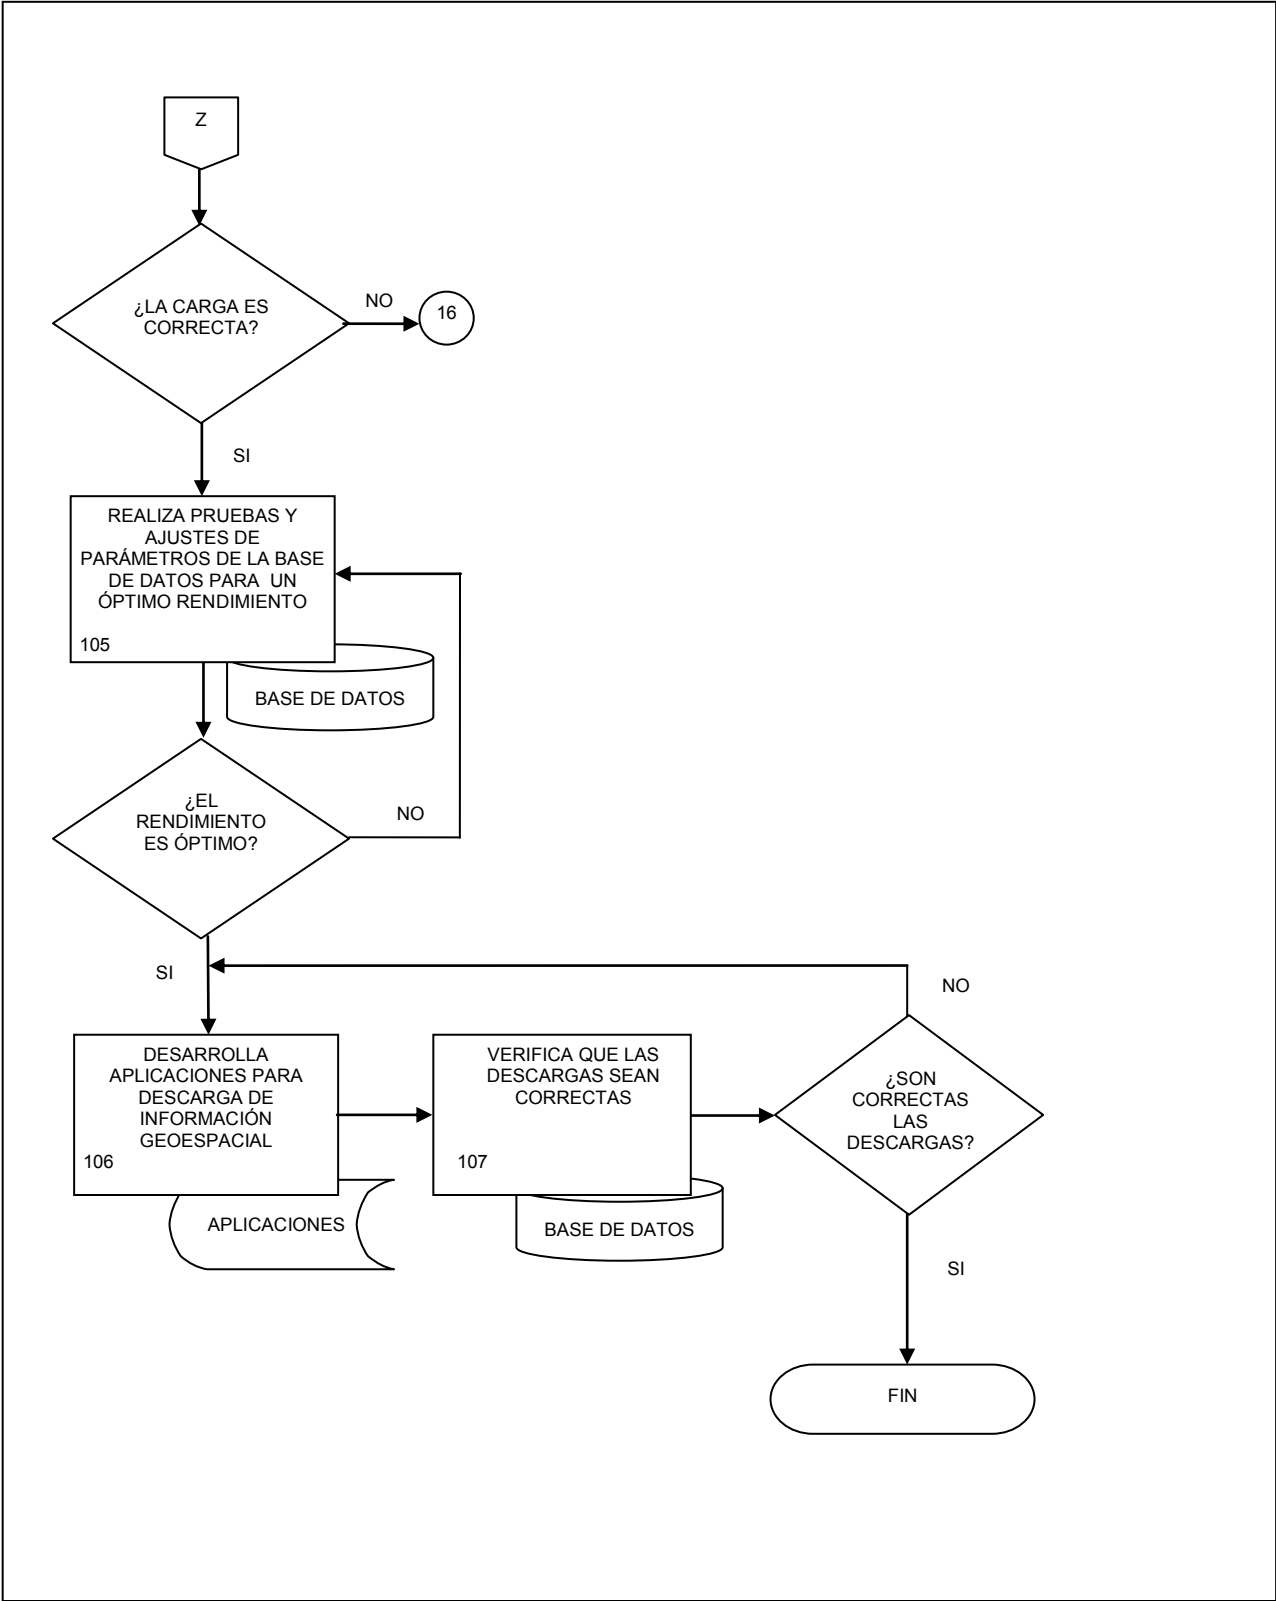 Z
¿LA CARGA ES
CORRECTA?
NO
16
SI
REALIZA PRUEBAS Y
AJUSTES DE
PARÁMETROS DE LA BASE
DE DATOS PARA UN
ÓPTIMO RENDIMIENTO
105
BASE DE DATOS
¿EL
RENDIMIENTO
ES ÓPTIMO?
NO
SI
DESARROLLA
APLICACIONES PARA
DESCARGA DE
INFORMACIÓN
GEOESPACIAL
106
APLICACIONES
VERIFICA QUE LAS
DESCARGAS SEAN
CORRECTAS
107
BASE DE DATOS
NO
¿SON
CORRECTAS
LAS
DESCARGAS?
SI
FIN